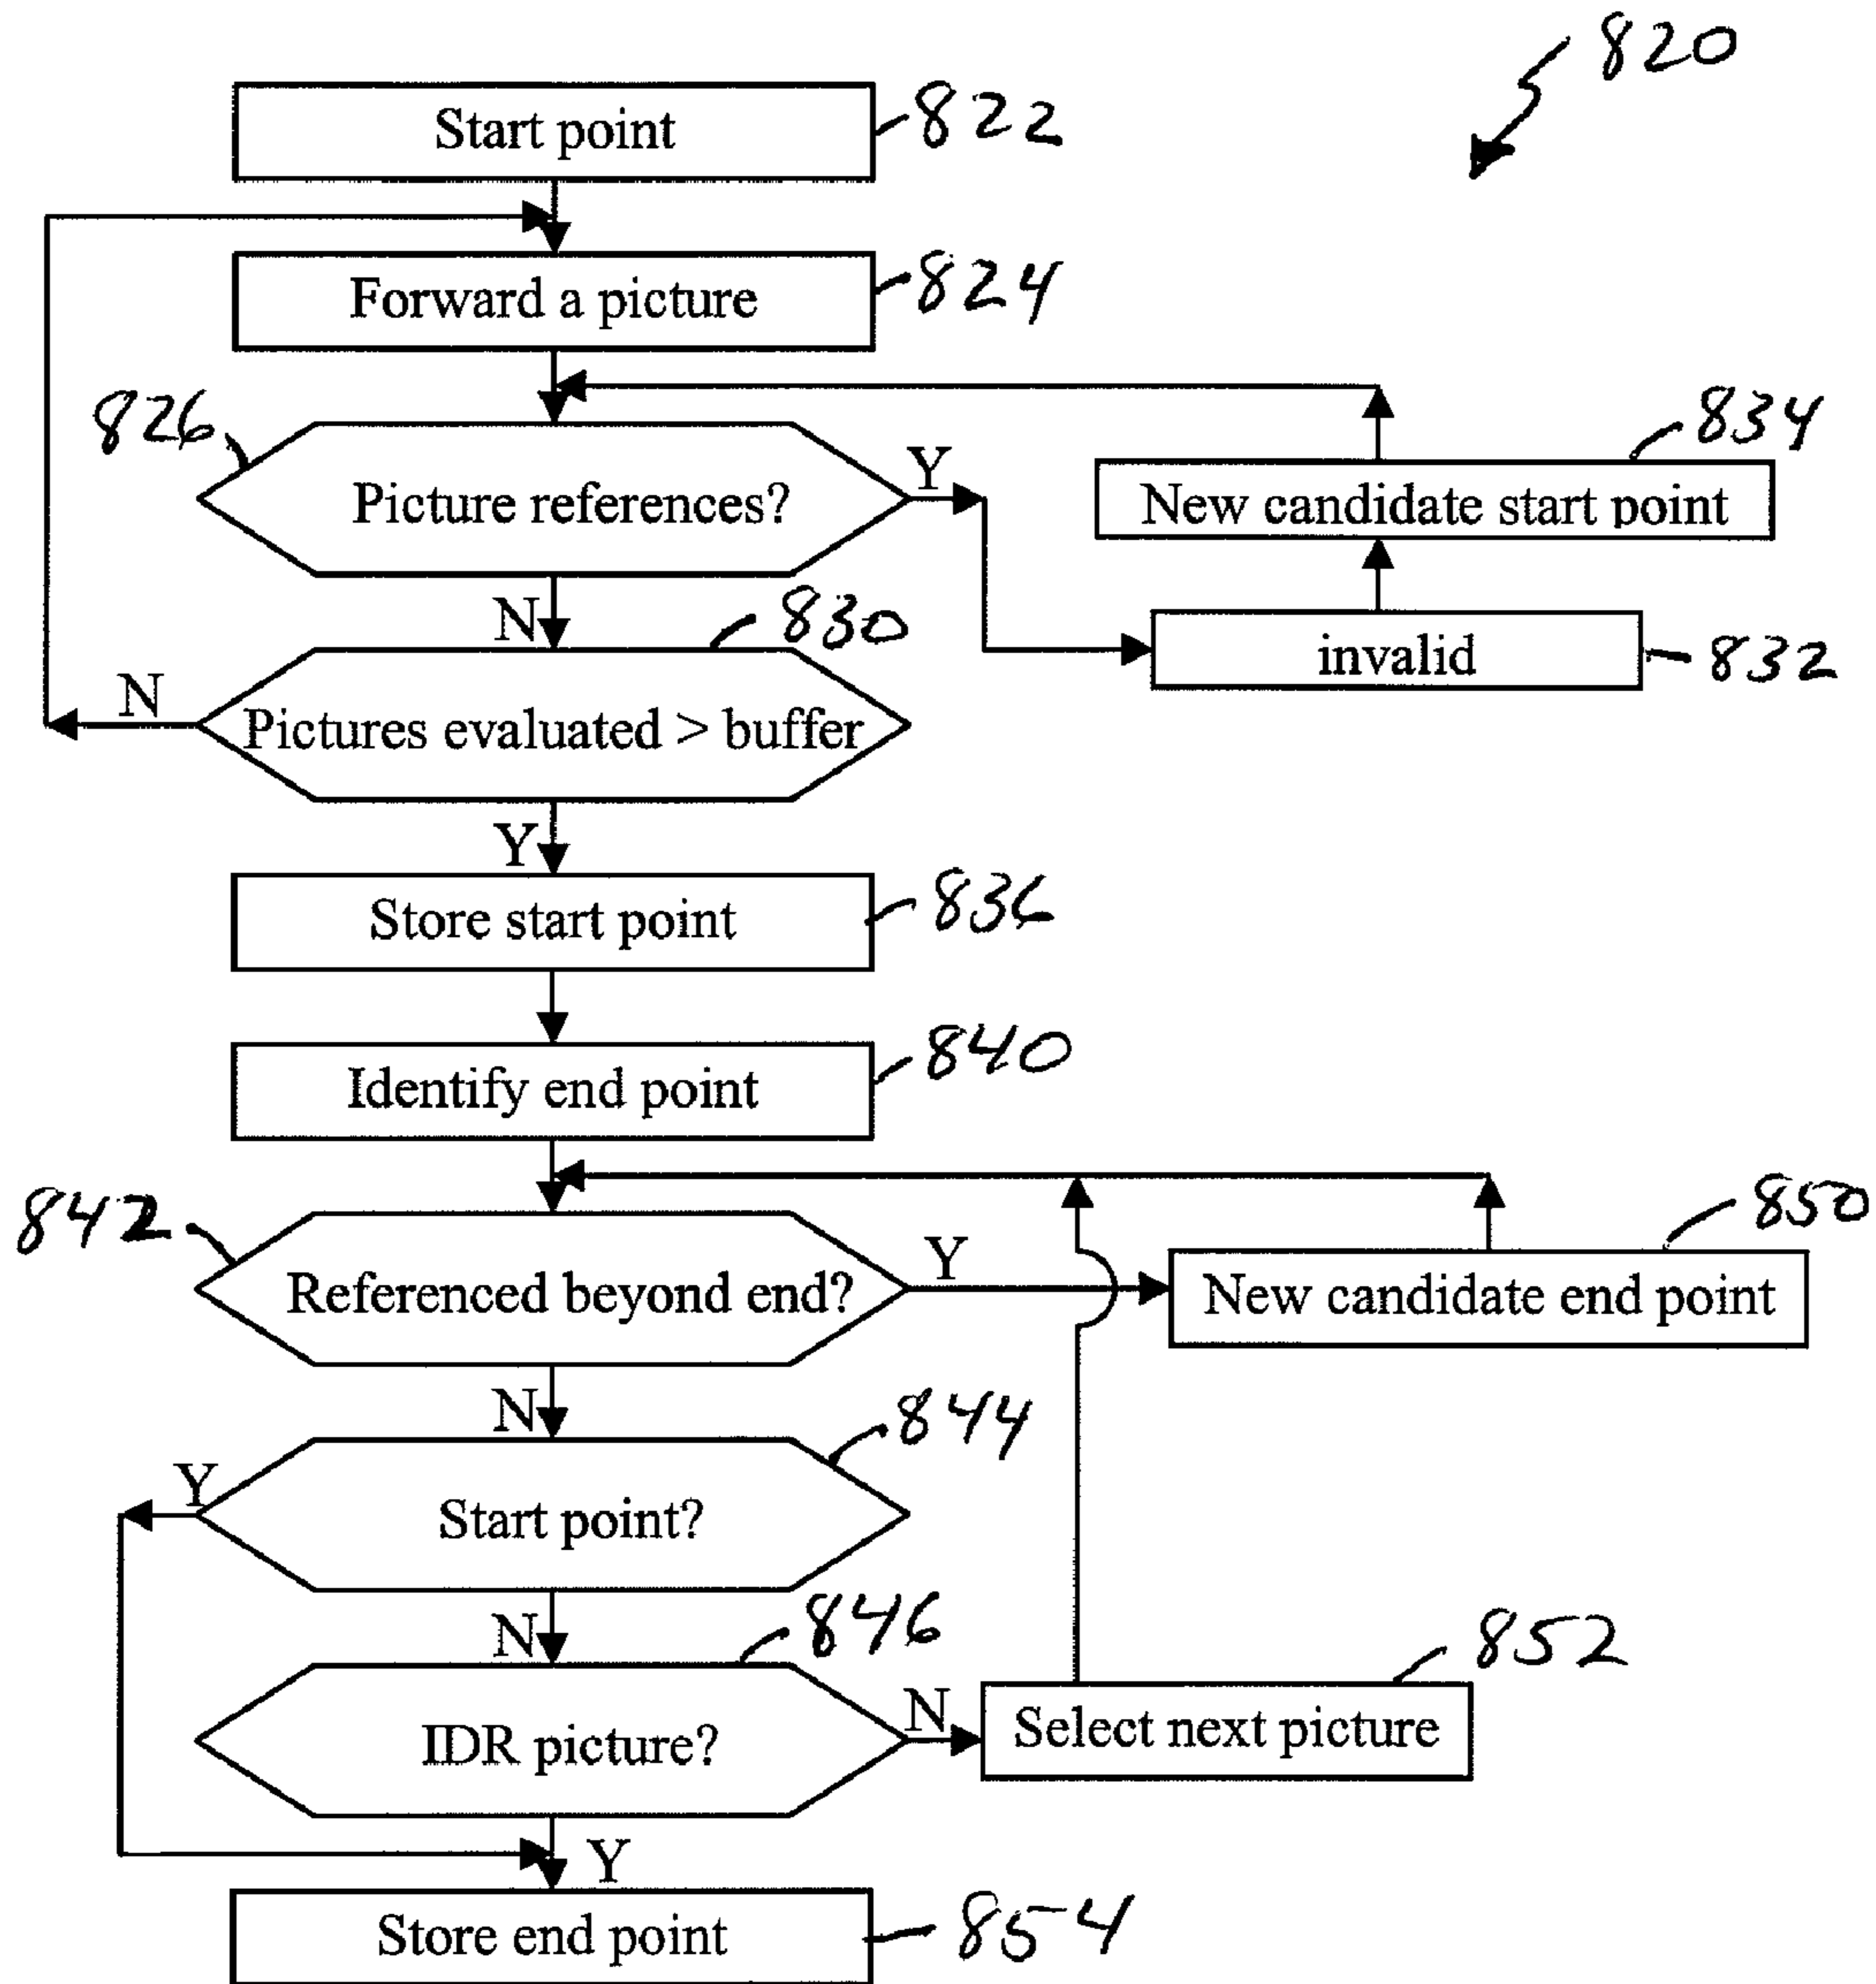 820
Start point
822
Forward a picture
824
826
Picture references?
Y
834
New candidate start point
N
830
invalid
832
N
Pictures evaluated > buffer
Y
Store start point
836
Identify end point
840
842
Referenced beyond end?
Y
850
New candidate end point
N
844
Y
Start point?
N
846
IDR picture?
N
852
Select next picture
Y
Store end point
854